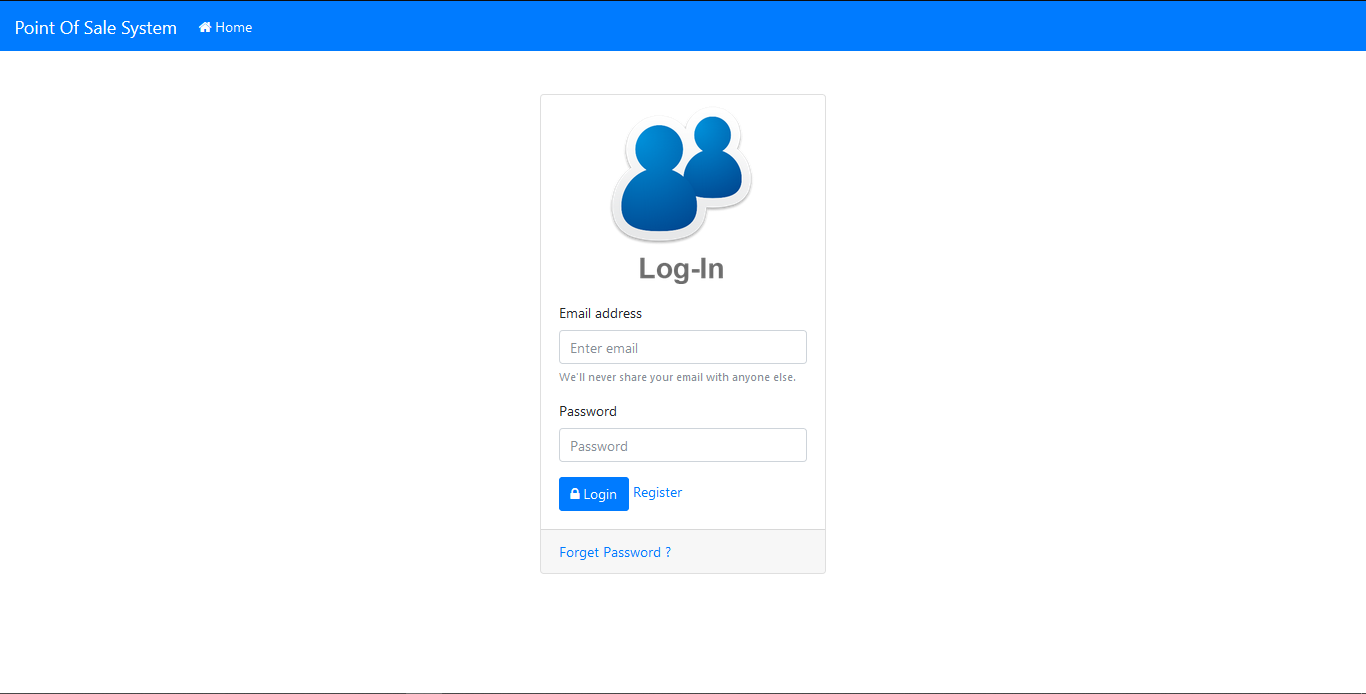 Point Of Sale System Home
Log-In
Email address
Enter email
We'll never share your email with anyone else.
Password
Password
Login Register
Forget Password ?